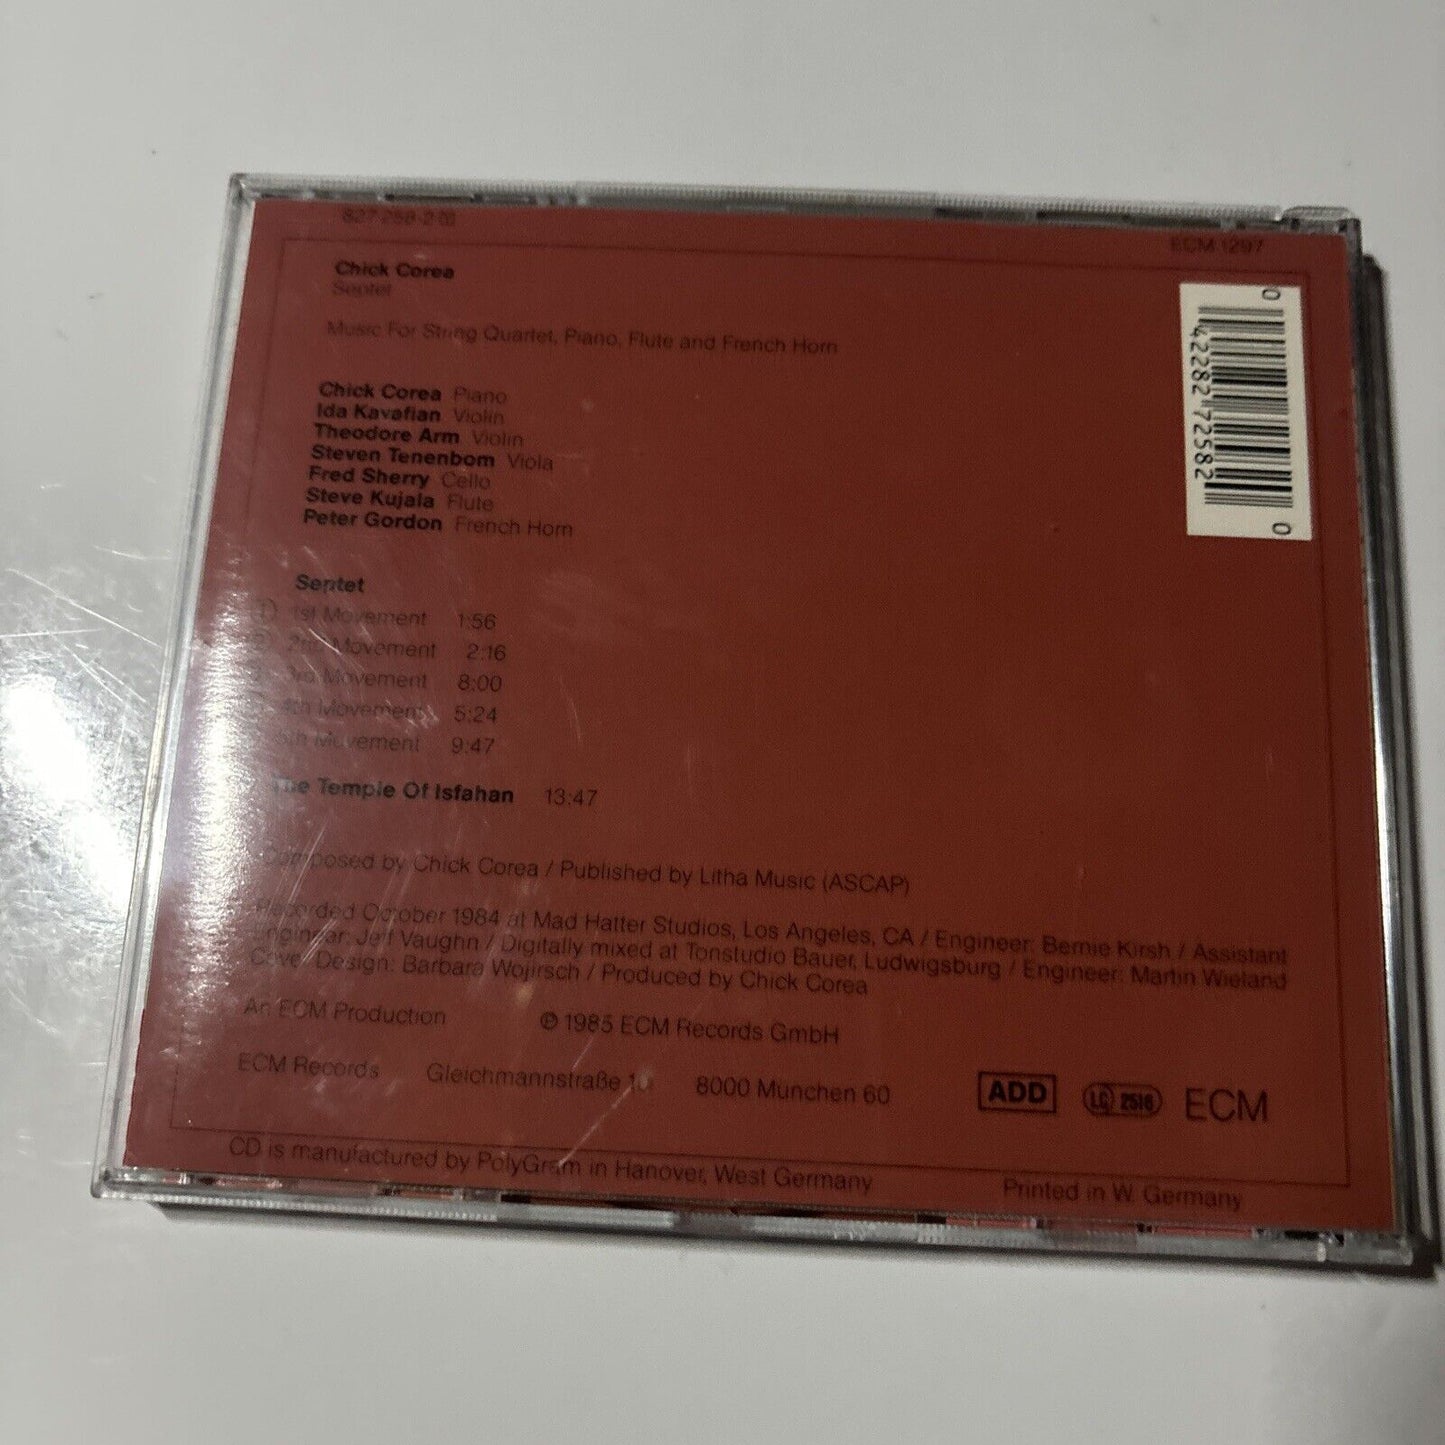 827 258-2
ECM 1297
Chick Corea
Septet
Music For String Quartet, Piano, Flute and French Horn
Chick Corea Piano
Ida Kavafian Violin
Theodore Arm Violin
Steven Tenenbom Viola
Fred Sherry Cello
Steve Kujala Flute
Peter Gordon French Horn
Septet
① 1st Movement 1:56
② 2nd Movement 2:16
3rd Movement 8:00
4th Movement 5:24
5th Movement 9:47
The Temple Of Isfahan 13:47
Composed by Chick Corea / Published by Litha Music (ASCAP)
Recorded October 1984 at Mad Hatter Studios, Los Angeles, CA / Engineer: Bernie Kirsh / Assistant
Engineer: Jeff Vaughn / Digitally mixed at Tonstudio Bauer, Ludwigsburg / Engineer: Martin Wieland
Cover Design: Barbara Wojirsch / Produced by Chick Corea
An ECM Production ℗ 1985 ECM Records GmbH
ECM Records Gleichmannstraße 10 8000 München 60
ADD LC 2516 ECM
CD is manufactured by PolyGram in Hanover, West Germany
Printed in W. Germany
0 42282 72582 0